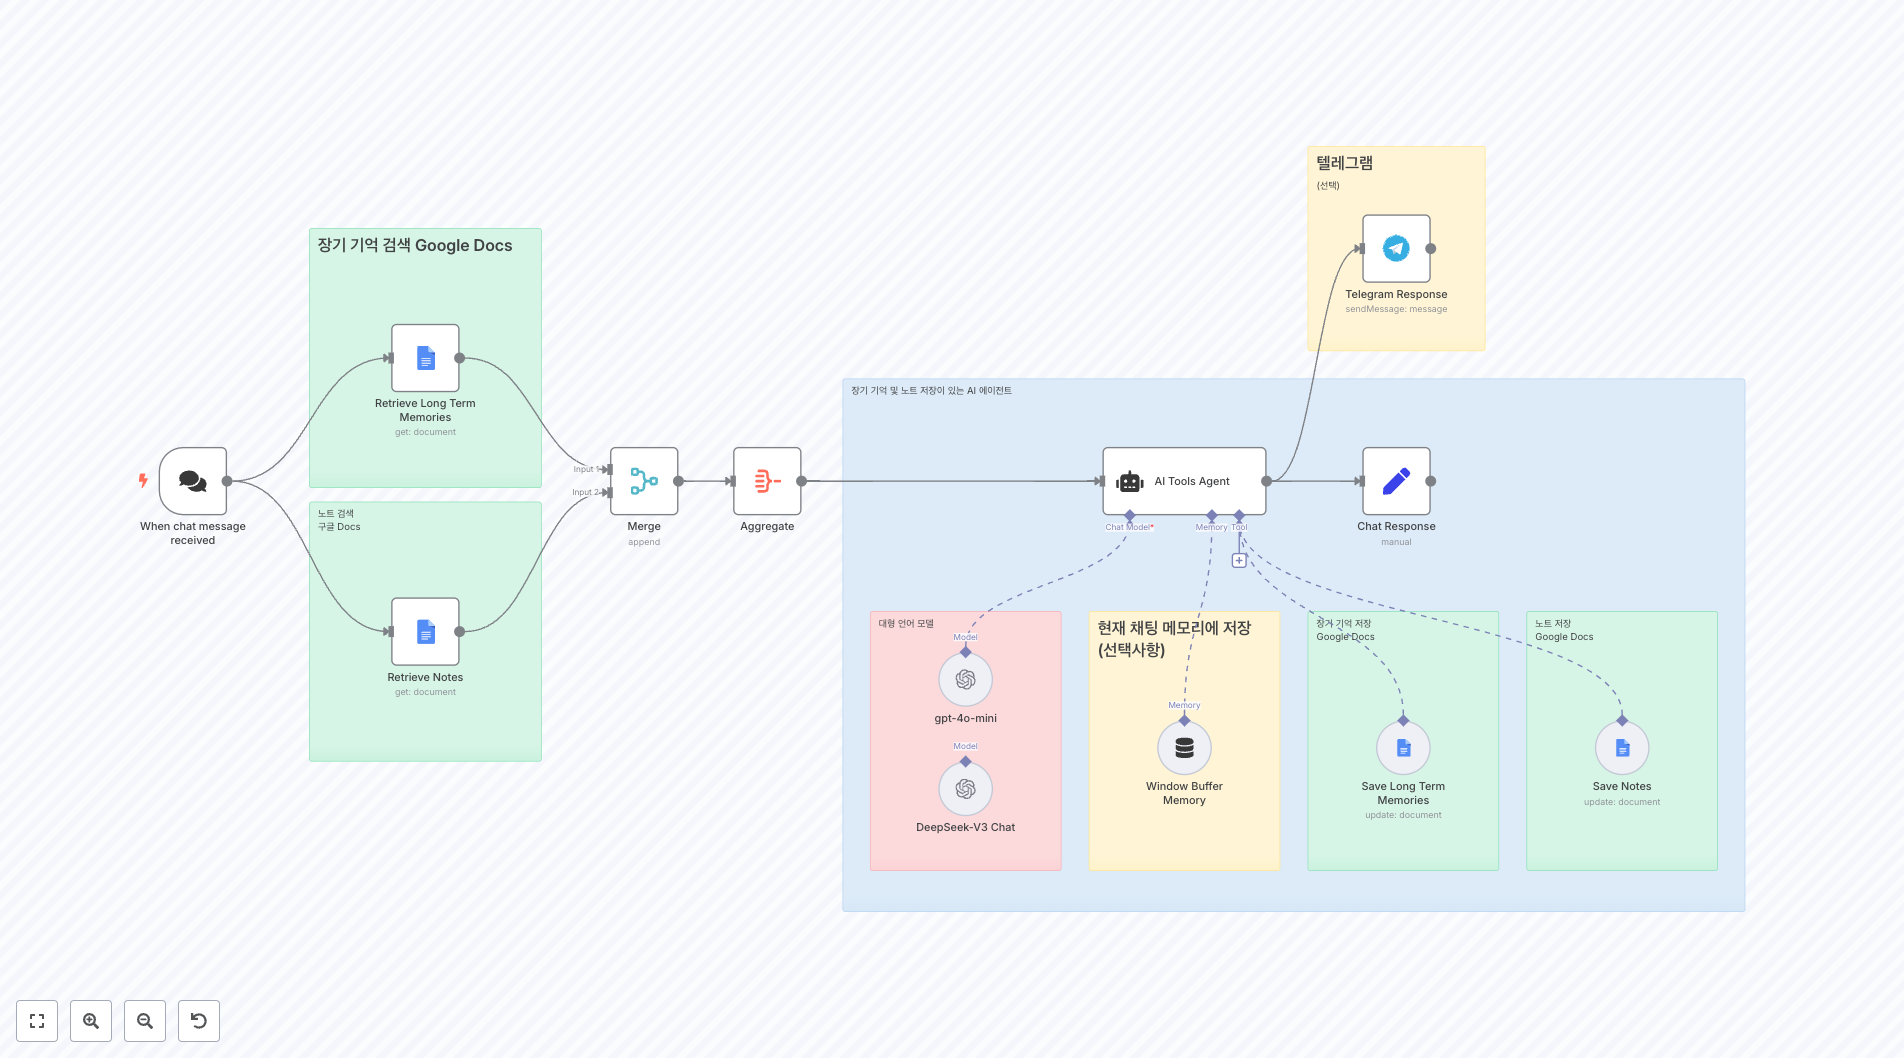 텔레그램
(선택)
Telegram Response
sendMessage: message
장기 기억 검색 Google Docs
Retrieve Long Term
Memories
get: document
When chat message
received
노트 검색
구글 Docs
Retrieve Notes
get: document
Input 1
Input 2
Merge
append
Aggregate
장기 기억 및 노트 저장이 있는 AI 에이전트
AI Tools Agent
Chat Model*
Memory
Tool
Chat Response
manual
대형 언어 모델
Model
gpt-4o-mini
Model
DeepSeek-V3 Chat
현재 채팅 메모리에 저장
(선택사항)
Memory
Window Buffer
Memory
장기 기억 저장
Google Docs
Save Long Term
Memories
update: document
노트 저장
Google Docs
Save Notes
update: document